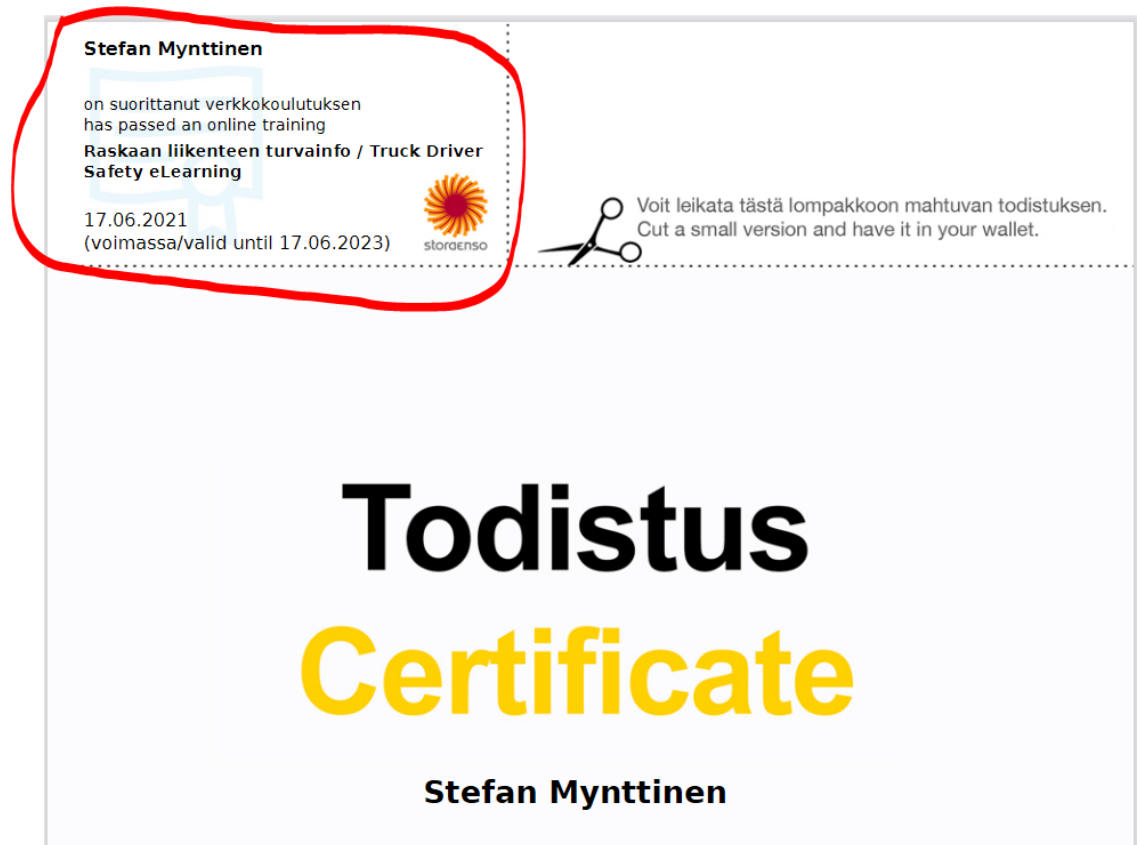 Stefan Mynttinen
on suorittanut verkkokoulutuksen
has passed an online training
Raskaan liikenteen turvainfo / Truck Driver
Safety eLearning
17.06.2021
(voimassa/valid until 17.06.2023)
storaenso
Voit leikata tästä lompakkoon mahtuvan todistuksen.
Cut a small version and have it in your wallet.
Todistus
Certificate
Stefan Mynttinen